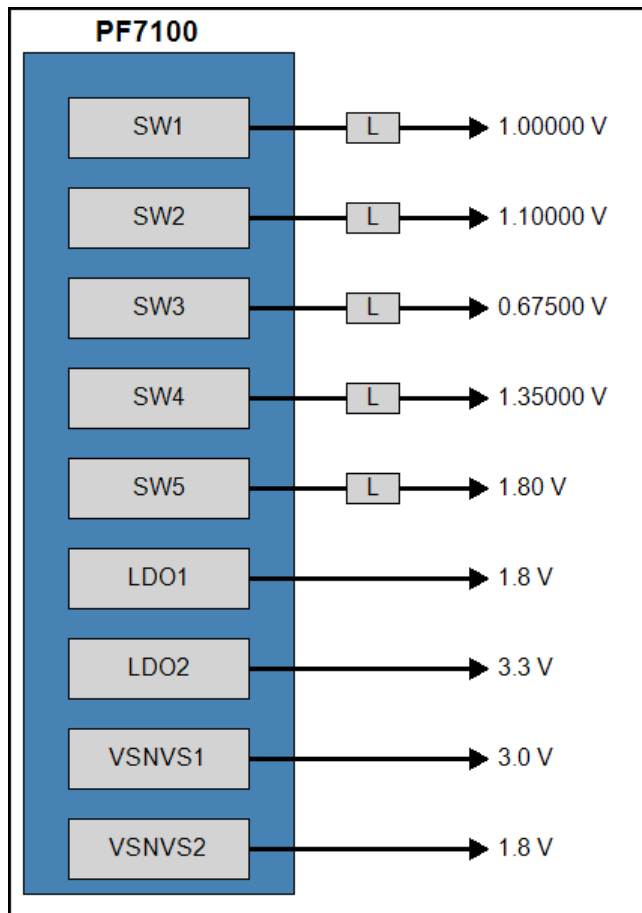 PF7100
SW1 L 1.00000 V
SW2 L 1.10000 V
SW3 L 0.67500 V
SW4 L 1.35000 V
SW5 L 1.80 V
LDO1 1.8 V
LDO2 3.3 V
VSNVS1 3.0 V
VSNVS2 1.8 V